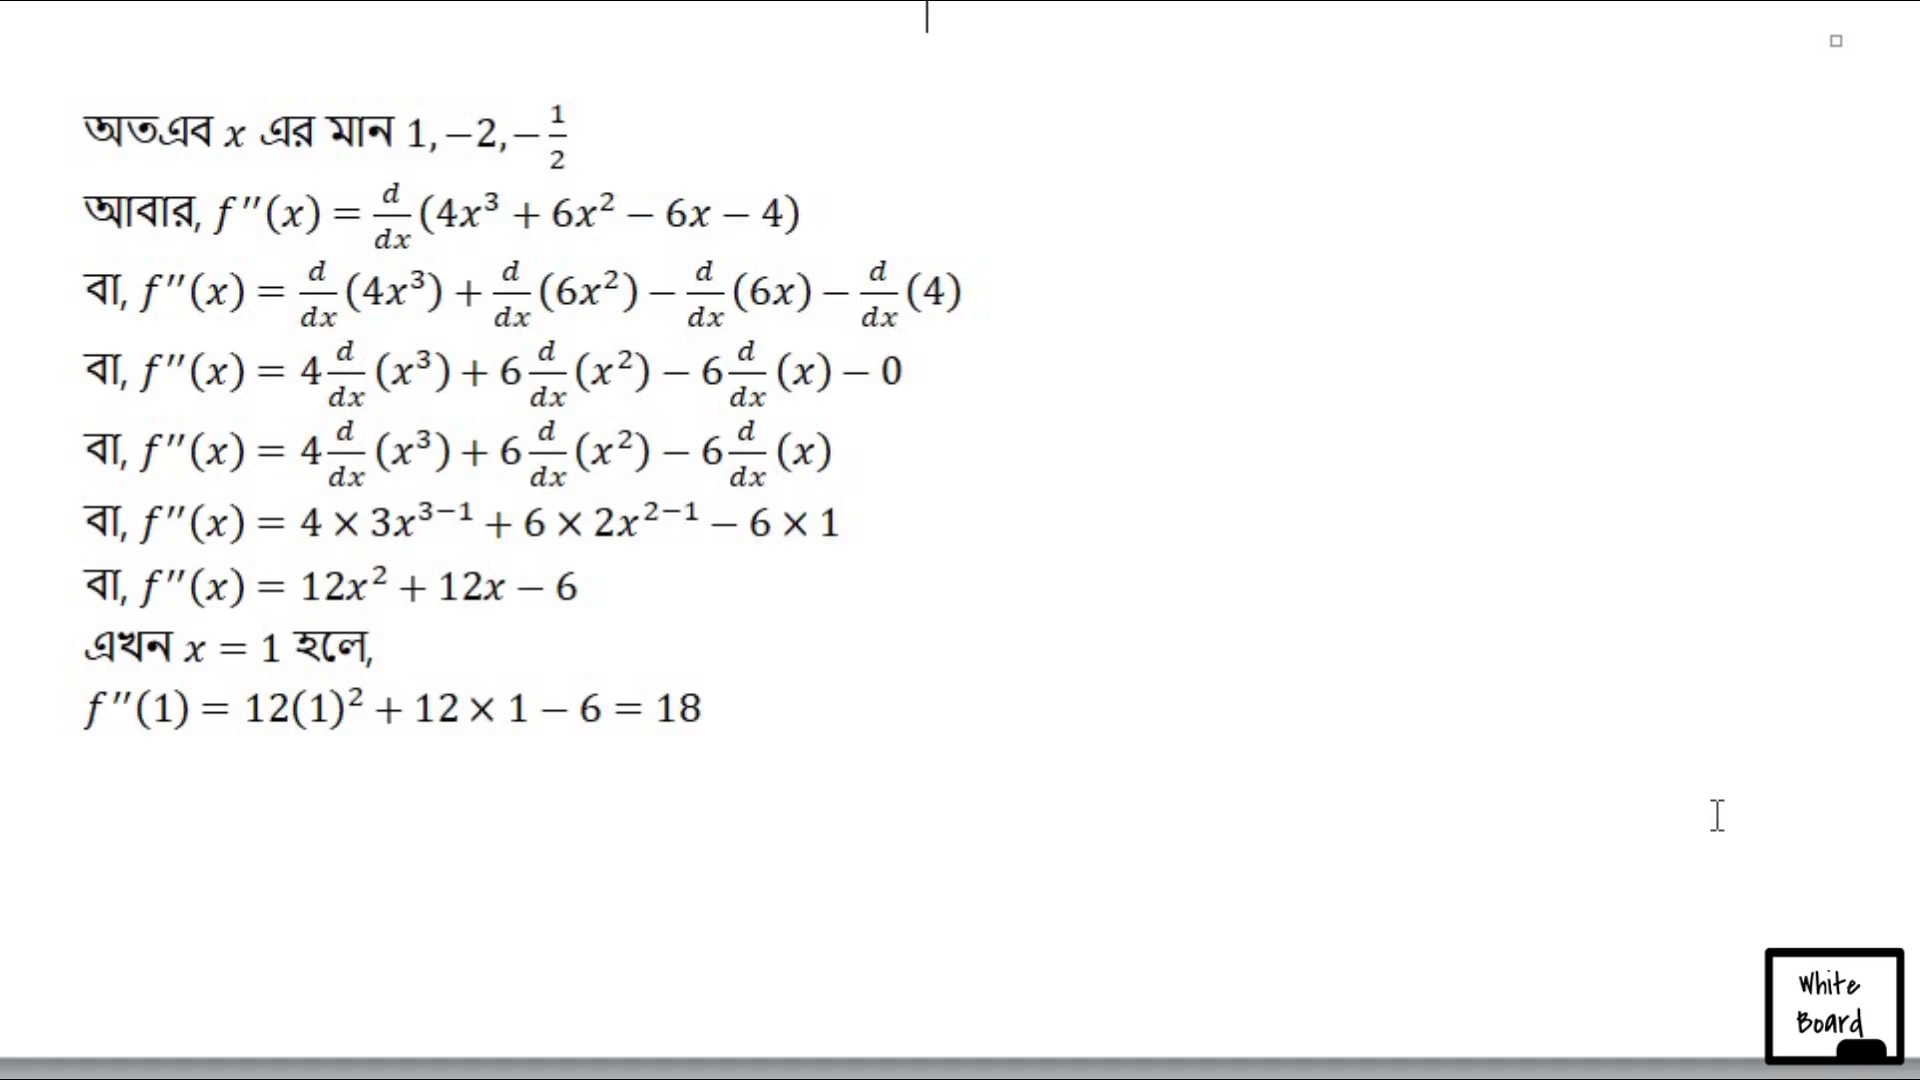 অতএব x এর মান 1, −2, −1/2
আবার, f″(x) = d/dx (4x³ + 6x² − 6x − 4)
বা, f″(x) = d/dx (4x³) + d/dx (6x²) − d/dx (6x) − d/dx (4)
বা, f″(x) = 4 d/dx (x³) + 6 d/dx (x²) − 6 d/dx (x) − 0
বা, f″(x) = 4 d/dx (x³) + 6 d/dx (x²) − 6 d/dx (x)
বা, f″(x) = 4 × 3x³⁻¹ + 6 × 2x²⁻¹ − 6 × 1
বা, f″(x) = 12x² + 12x − 6
এখন x = 1 হলে,
f″(1) = 12(1)² + 12 × 1 − 6 = 18
White
Board